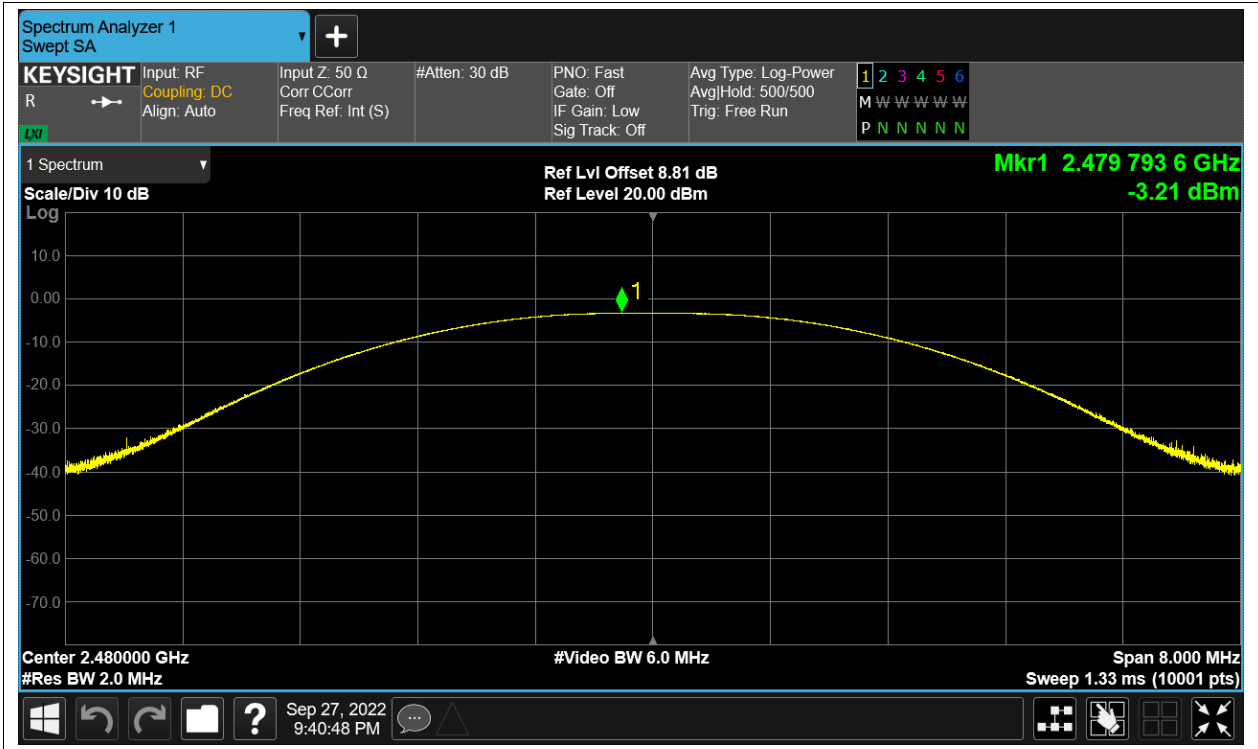 Spectrum Analyzer 1
Swept SA
KEYSIGHT
R
LXI
Input: RF
Coupling: DC
Align: Auto
Input Z: 50 Ω
Corr CCorr
Freq Ref: Int (S)
#Atten: 30 dB
PNO: Fast
Gate: Off
IF Gain: Low
Sig Track: Off
Avg Type: Log-Power
Avg|Hold: 500/500
Trig: Free Run
1 2 3 4 5 6
M W W W W W
P N N N N N
1 Spectrum
Scale/Div 10 dB
Log
Ref Lvl Offset 8.81 dB
Ref Level 20.00 dBm
Mkr1 2.479 793 6 GHz
-3.21 dBm
10.0
0.00
-10.0
-20.0
-30.0
-40.0
-50.0
-60.0
-70.0
1
Center 2.480000 GHz
#Res BW 2.0 MHz
#Video BW 6.0 MHz
Span 8.000 MHz
Sweep 1.33 ms (10001 pts)
?
Sep 27, 2022
9:40:48 PM